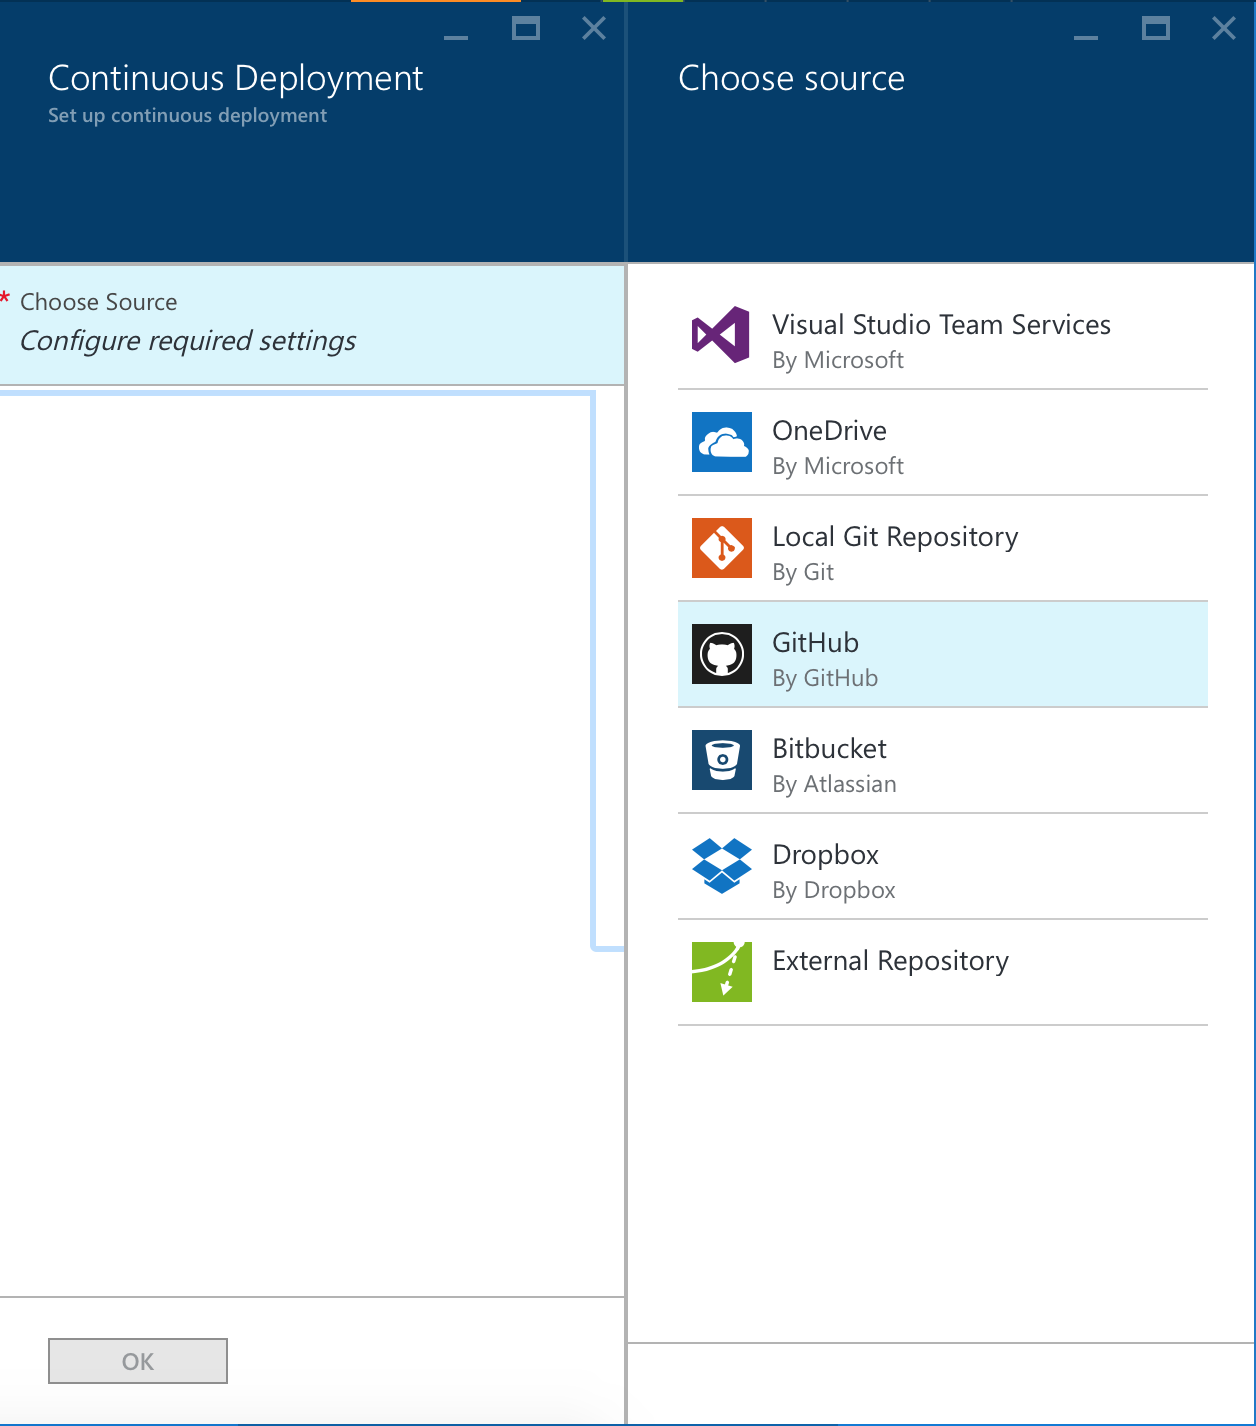 Continuous Deployment
Set up continuous deployment
* Choose Source
Configure required settings
OK
Choose source
Visual Studio Team Services
By Microsoft
OneDrive
By Microsoft
Local Git Repository
By Git
GitHub
By GitHub
Bitbucket
By Atlassian
Dropbox
By Dropbox
External Repository